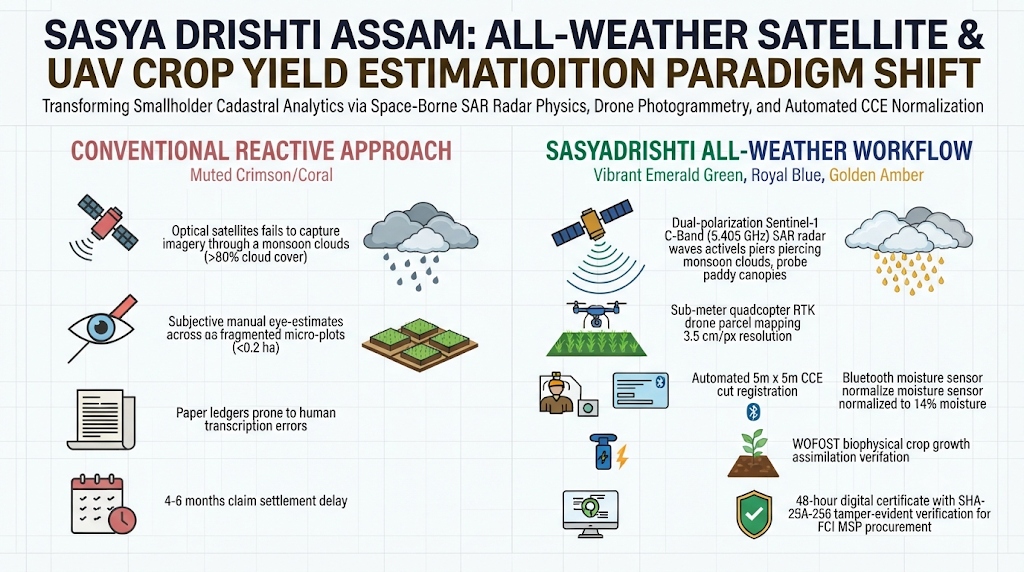 SASYA DRISHTI ASSAM: ALL-WEATHER SATELLITE &
UAV CROP YIELD ESTIMATIOITION PARADIGM SHIFT
Transforming Smallholder Cadastral Analytics via Space-Borne SAR Radar Physics, Drone Photogrammetry, and Automated CCE Normalization
CONVENTIONAL REACTIVE APPROACH
Muted Crimson/Coral
Optical satellites fails to capture
imagery through a monsoon clouds
(>80% cloud cover)
Subjective manual eye-estimates
across as fragmented micro-plots
(<0.2 ha)
Paper ledgers prone to human
transcription errors
4-6 months claim settlement delay
SASYADRISHTI ALL-WEATHER WORKFLOW
Vibrant Emerald Green, Royal Blue, Golden Amber
Dual-polarization Sentinel-1
C-Band (5.405 GHz) SAR radar
waves activels piers piercing
monsoon clouds, probe
paddy canopies
Sub-meter quadcopter RTK
drone parcel mapping
3.5 cm/px resolution
Automated 5m x 5m CCE
cut registration
Bluetooth moisture sensor
normalize moisture sensor
normalized to 14% moisture
WOFOST biophysical crop growth
assimilation verifation
48-hour digital certificate with SHA-
29A-256 tamper-evident verification for
FCI MSP procurement